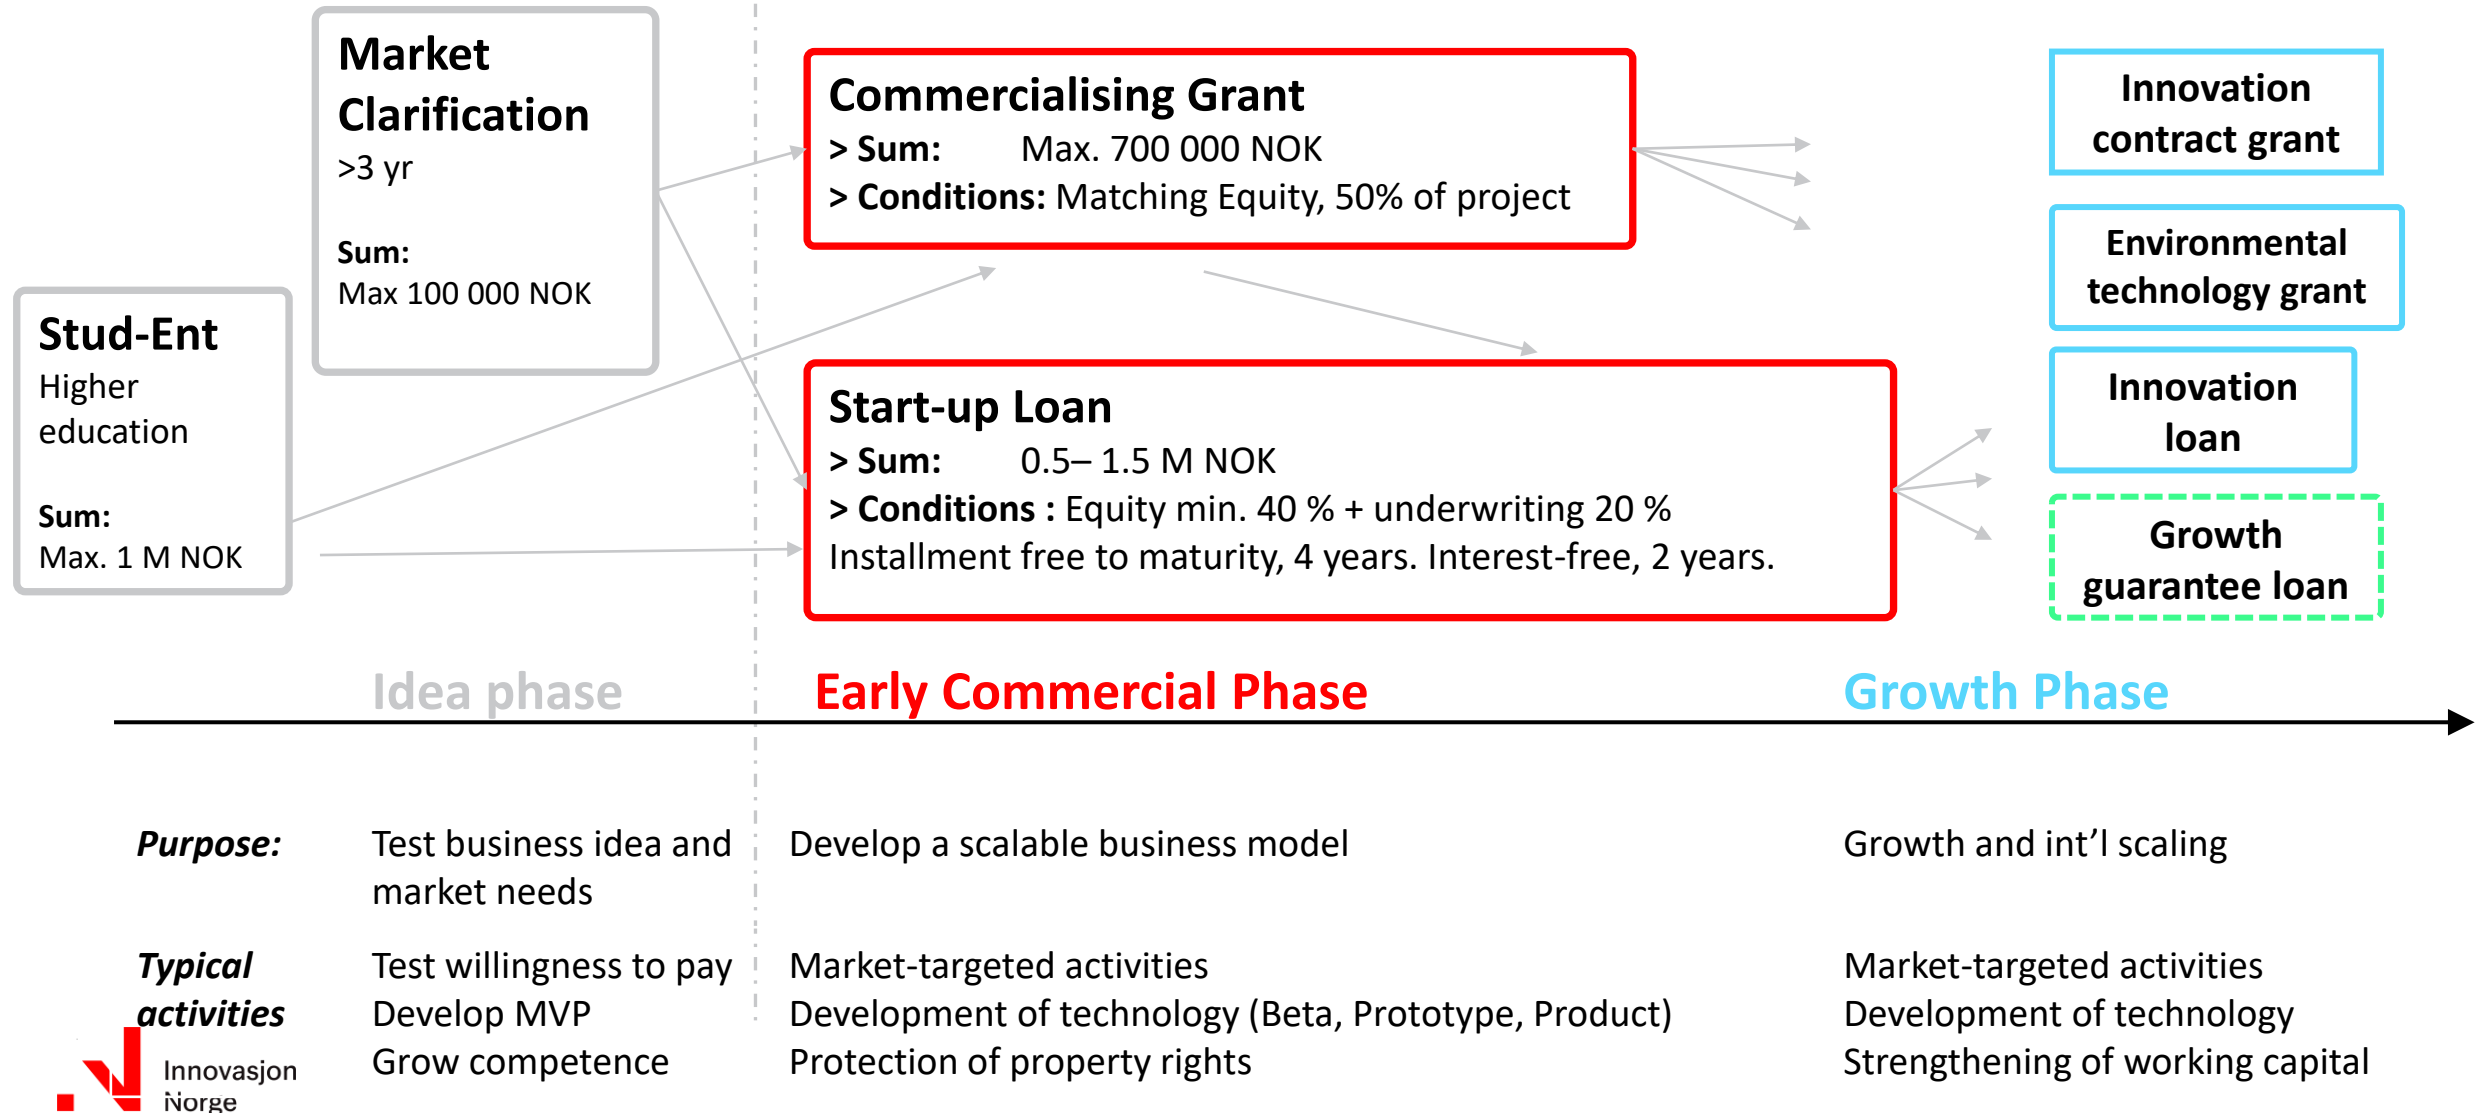 Market
Clarification
>3 yr
Sum:
Max 100 000 NOK
Stud-Ent
Higher
education
Sum:
Max. 1 M NOK
Commercialising Grant
> Sum: Max. 700 000 NOK
> Conditions: Matching Equity, 50% of project
Start-up Loan
> Sum: 0.5– 1.5 M NOK
> Conditions : Equity min. 40 % + underwriting 20 %
Installment free to maturity, 4 years. Interest-free, 2 years.
Innovation
contract grant
Environmental
technology grant
Innovation
loan
Growth
guarantee loan
Idea phase
Early Commercial Phase
Growth Phase
Purpose:
Test business idea and
market needs
Develop a scalable business model
Growth and int’l scaling
Typical
activities
Test willingness to pay
Develop MVP
Grow competence
Market-targeted activities
Development of technology (Beta, Prototype, Product)
Protection of property rights
Market-targeted activities
Development of technology
Strengthening of working capital
Innovasjon
Norge